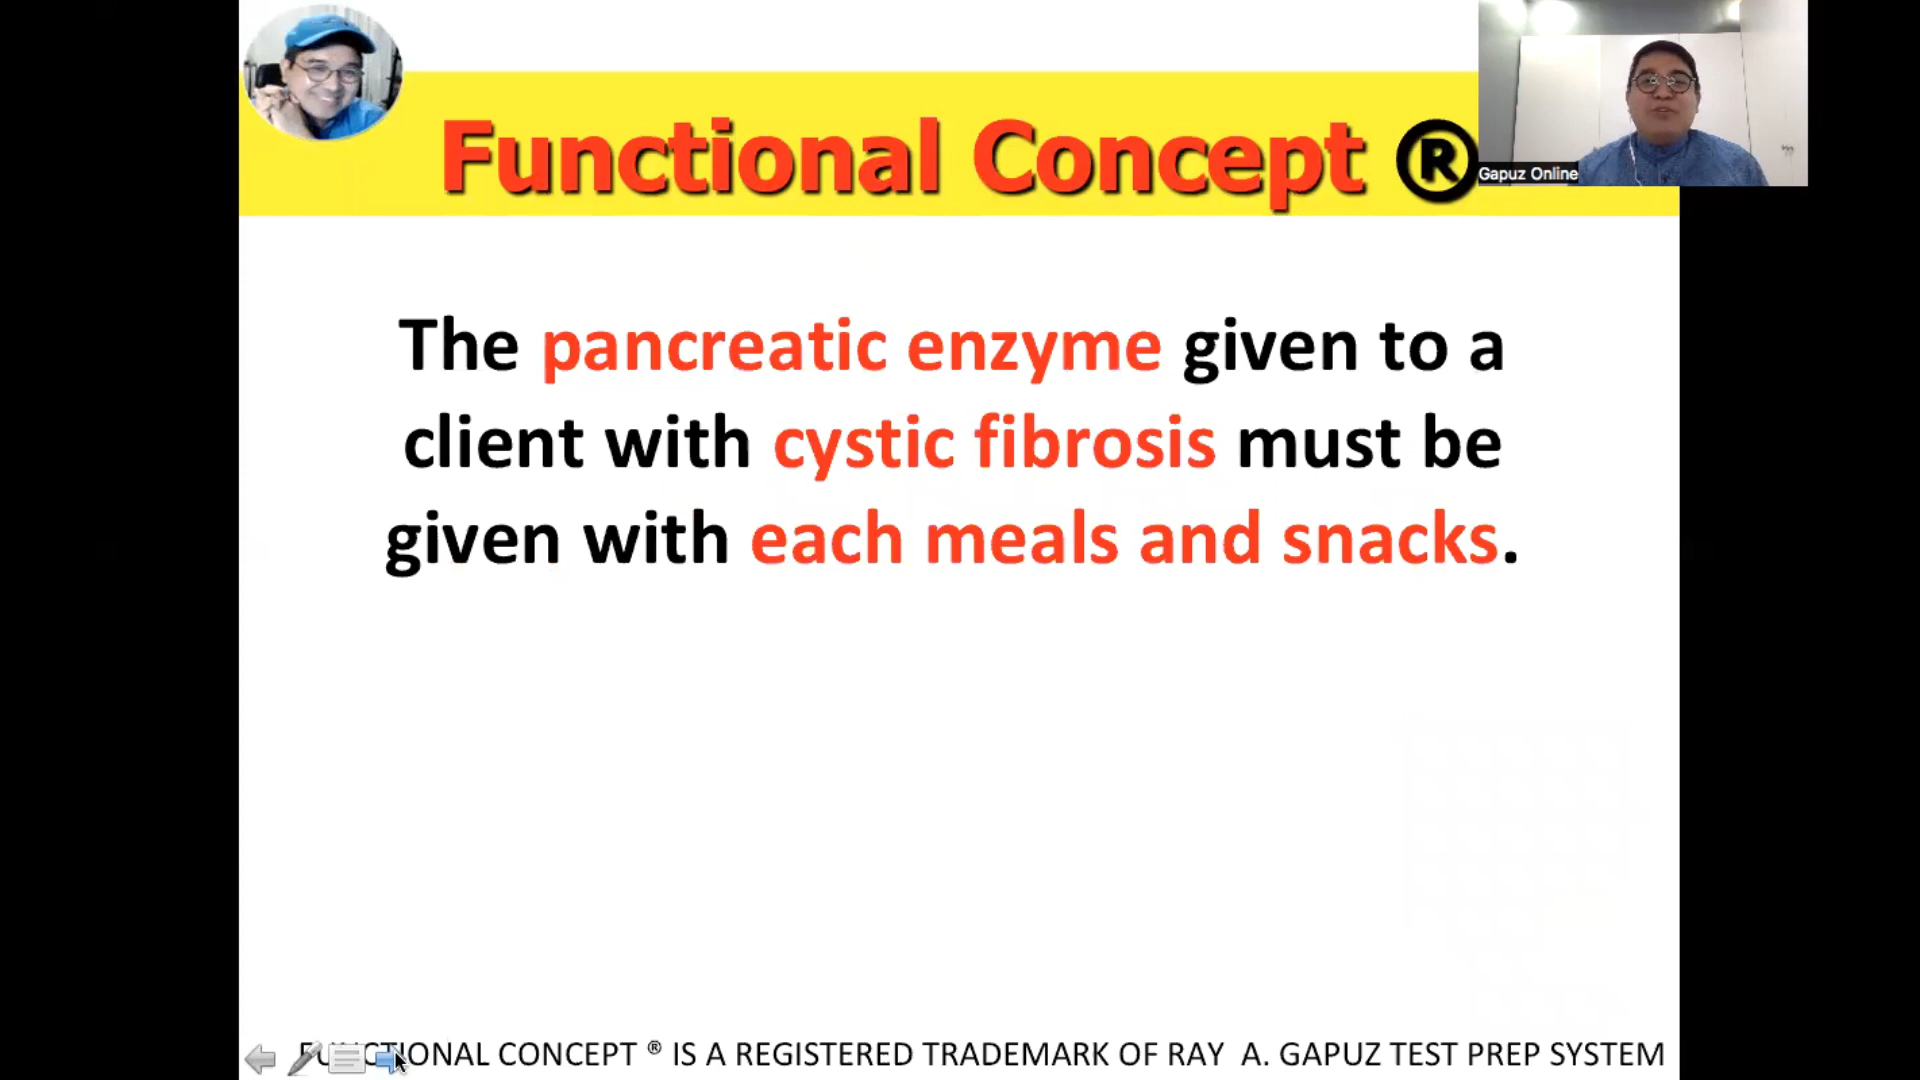 Functional Concept ®
Gapuz Online
The pancreatic enzyme given to a
client with cystic fibrosis must be
given with each meals and snacks.
FUNCTIONAL CONCEPT ® IS A REGISTERED TRADEMARK OF RAY A. GAPUZ TEST PREP SYSTEM